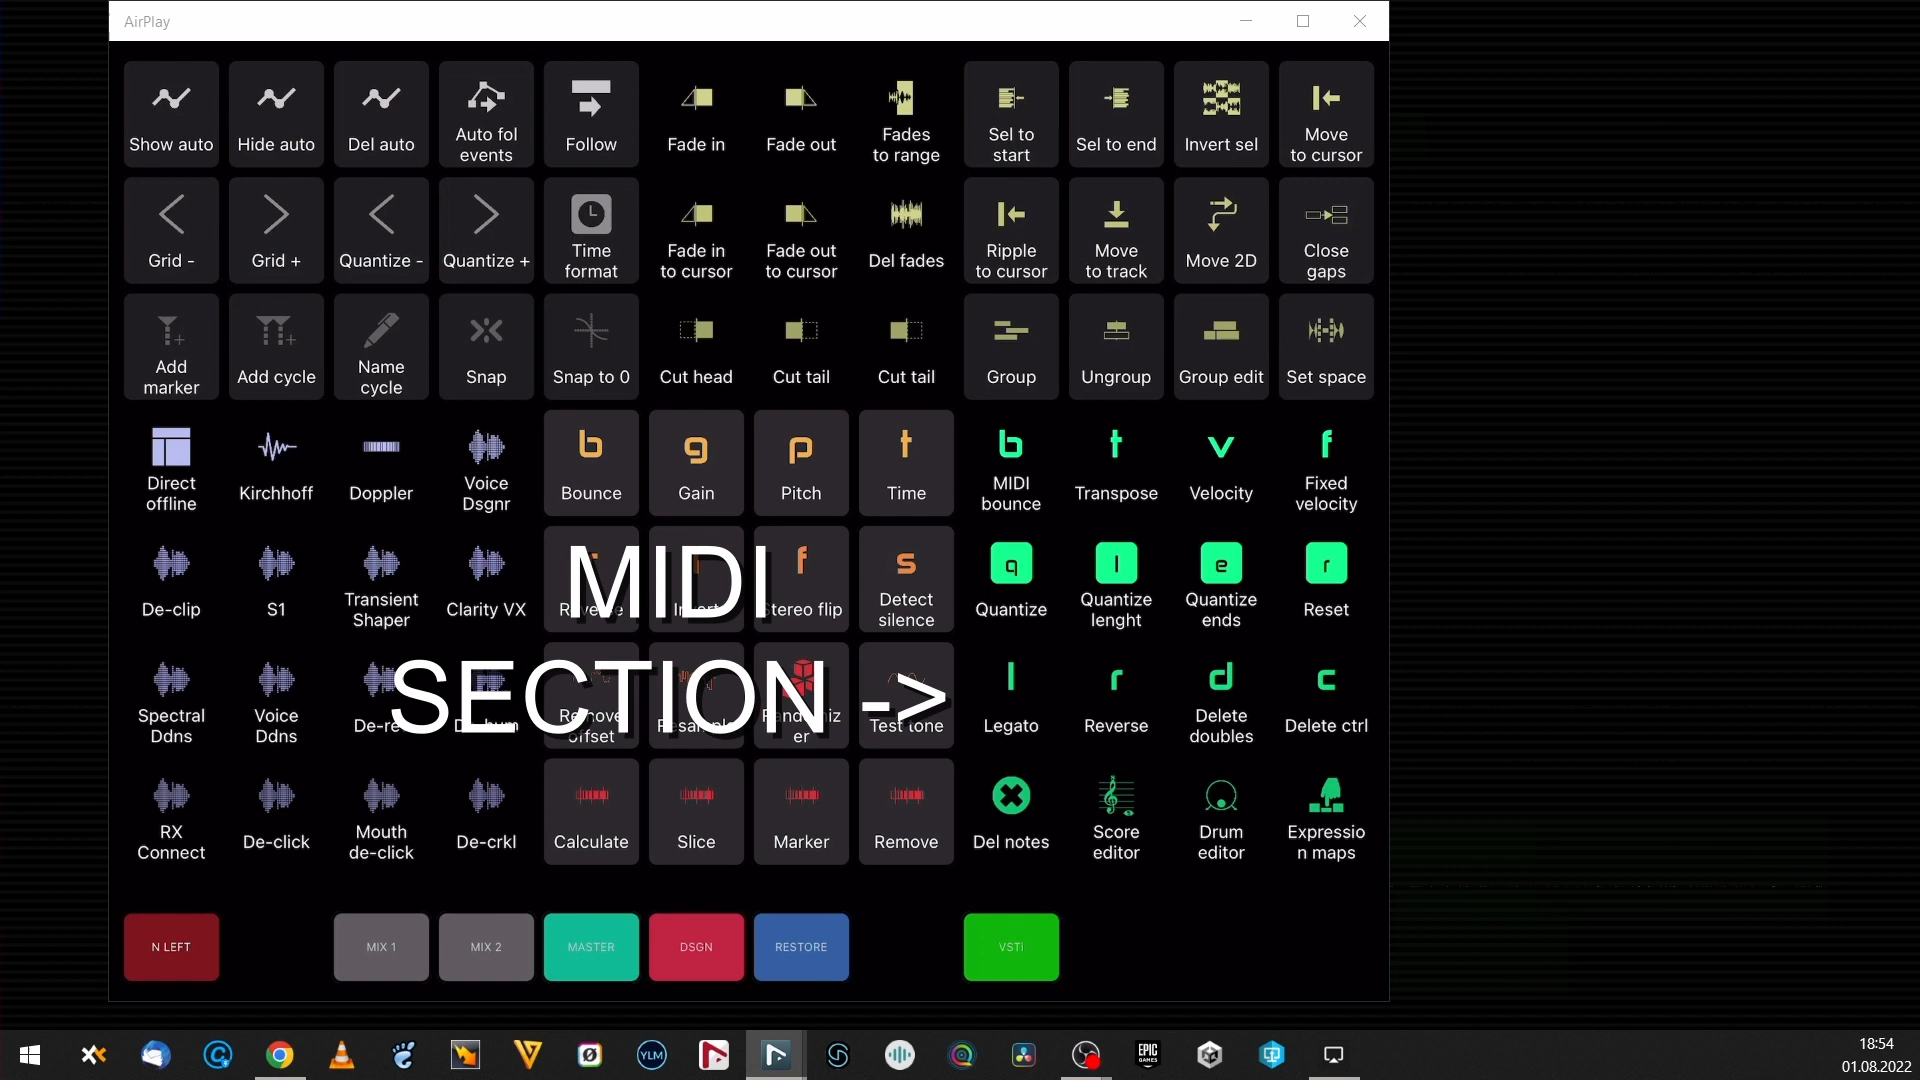 AirPlay
Show auto
Hide auto
Del auto
Auto fol
events
Follow
Fade in
Fade out
Fades
to range
Sel to
start
Sel to end
Invert sel
Move
to cursor
Grid -
Grid +
Quantize -
Quantize +
Time
format
Fade in
to cursor
Fade out
to cursor
Del fades
Ripple
to cursor
Move
to track
Move 2D
Close
gaps
Add
marker
Add cycle
Name
cycle
Snap
Snap to 0
Cut head
Cut tail
Cut tail
Group
Ungroup
Group edit
Set space
Direct
offline
Kirchhoff
Doppler
Voice
Dsgnr
b
Bounce
g
Gain
p
Pitch
t
Time
b
MIDI
bounce
t
Transpose
v
Velocity
f
Fixed
velocity
De-clip
S1
Transient
Shaper
Clarity VX
f
Stereo flip
s
Detect
silence
q
Quantize
l
Quantize
lenght
e
Quantize
ends
r
Reset
MIDI
SECTION ->
Spectral
Ddns
Voice
Ddns
Test tone
l
Legato
r
Reverse
d
Delete
doubles
c
Delete ctrl
RX
Connect
De-click
Mouth
de-click
De-crkl
Calculate
Slice
Marker
Remove
Del notes
Score
editor
Drum
editor
Expressio
n maps
N LEFT
MIX 1
MIX 2
MASTER
DSGN
RESTORE
VSTI
YLM
EPIC
GAMES
18:54
01.08.2022